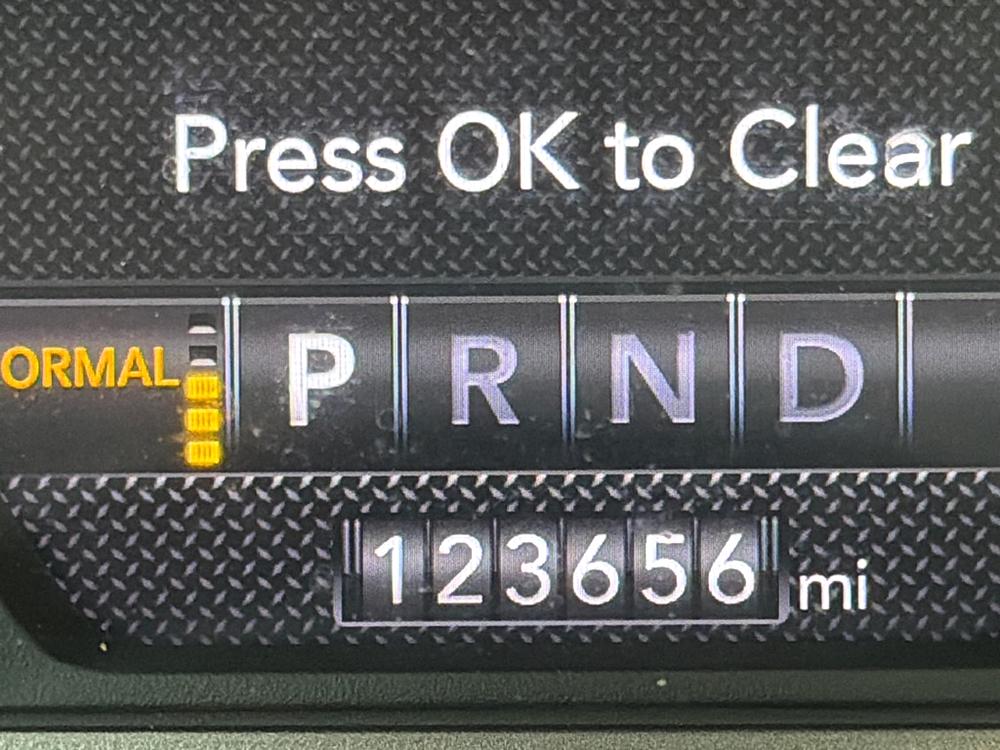 Press OK to Clear
ORMAL P R N D
123656 mi